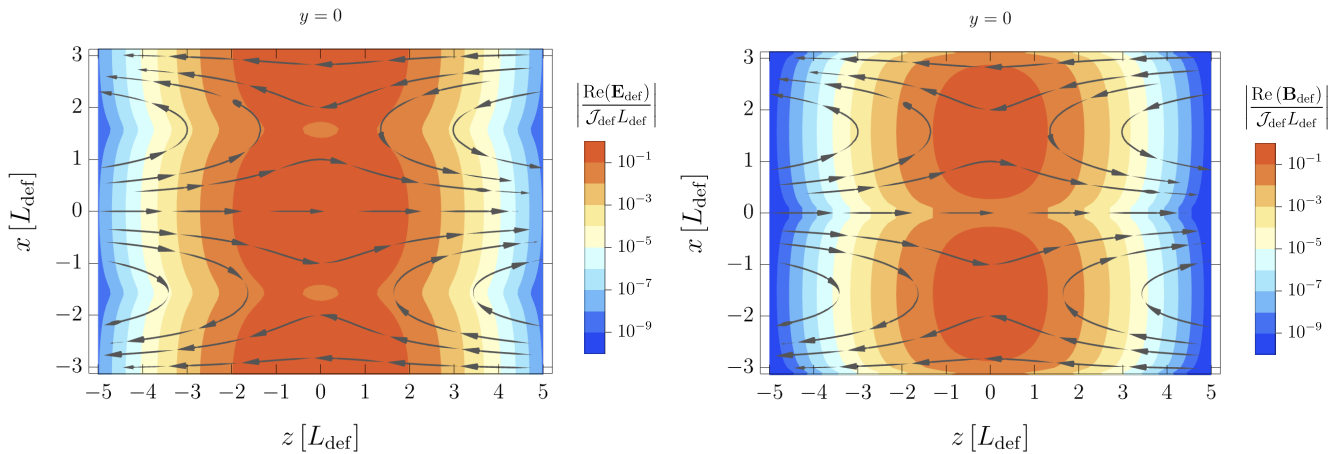 y = 0
3
2
1
0
−1
−2
−3
x [L_def]
−5 −4 −3 −2 −1 0 1 2 3 4 5
z [L_def]
|Re(E_def) / 𝒥_def L_def|
10^−1
10^−3
10^−5
10^−7
10^−9
y = 0
3
2
1
0
−1
−2
−3
x [L_def]
−5 −4 −3 −2 −1 0 1 2 3 4 5
z [L_def]
|Re (B_def) / 𝒥_def L_def|
10^−1
10^−3
10^−5
10^−7
10^−9